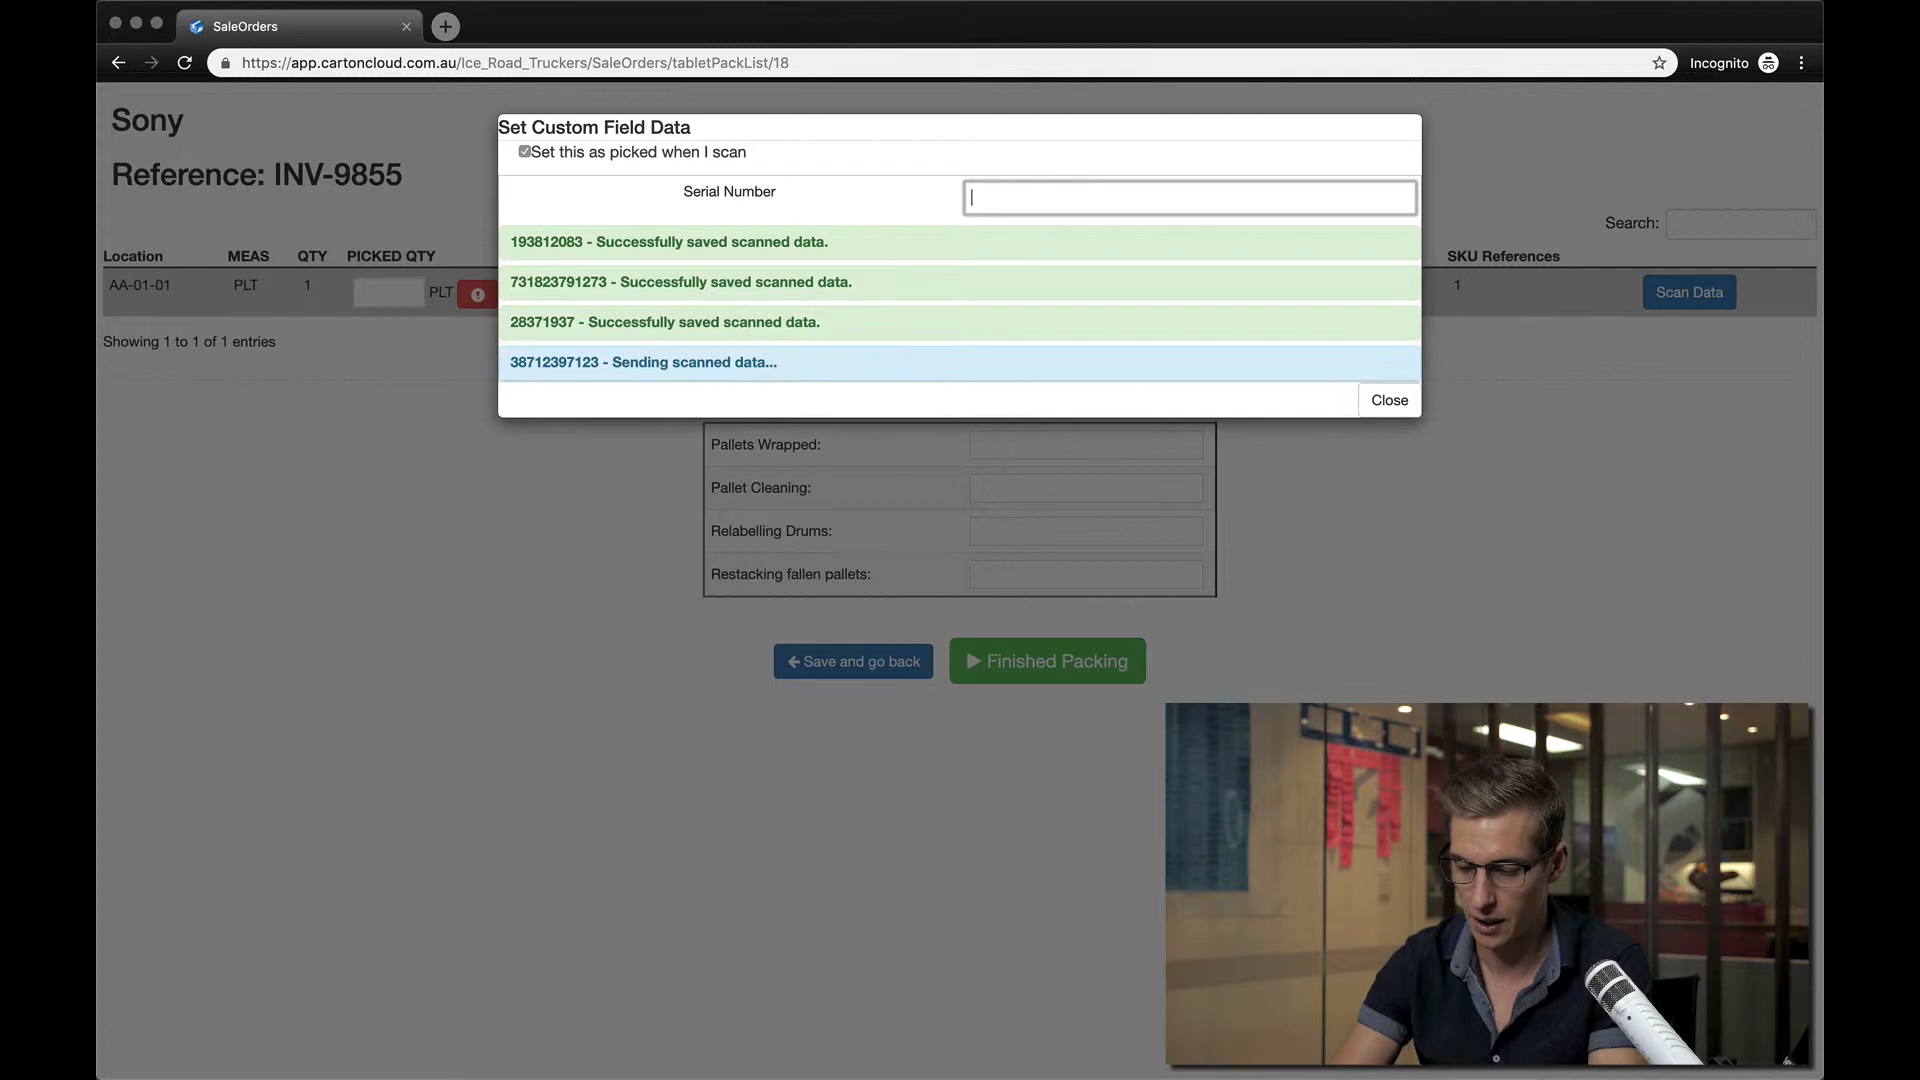 SaleOrders
https://app.cartoncloud.com.au/Ice_Road_Truckers/SaleOrders/tabletPackList/18
Incognito
Sony
Reference: INV-9855
Search:
Location MEAS QTY PICKED QTY SKU References
AA-01-01 PLT 1 PLT 1 Scan Data
Showing 1 to 1 of 1 entries
Set Custom Field Data
Set this as picked when I scan
Serial Number
193812083 - Successfully saved scanned data.
731823791273 - Successfully saved scanned data.
28371937 - Successfully saved scanned data.
38712397123 - Sending scanned data...
Close
Pallets Wrapped:
Pallet Cleaning:
Relabelling Drums:
Restacking fallen pallets:
Save and go back
Finished Packing